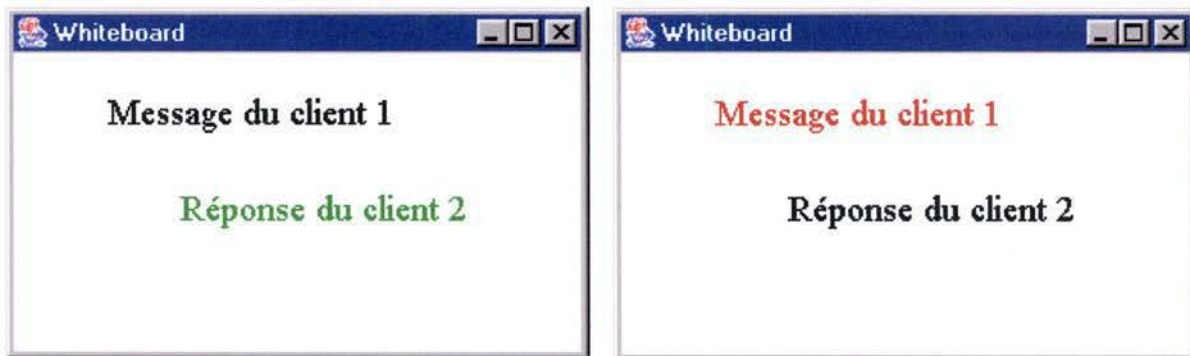 Whiteboard
Message du client 1
Réponse du client 2
Whiteboard
Message du client 1
Réponse du client 2